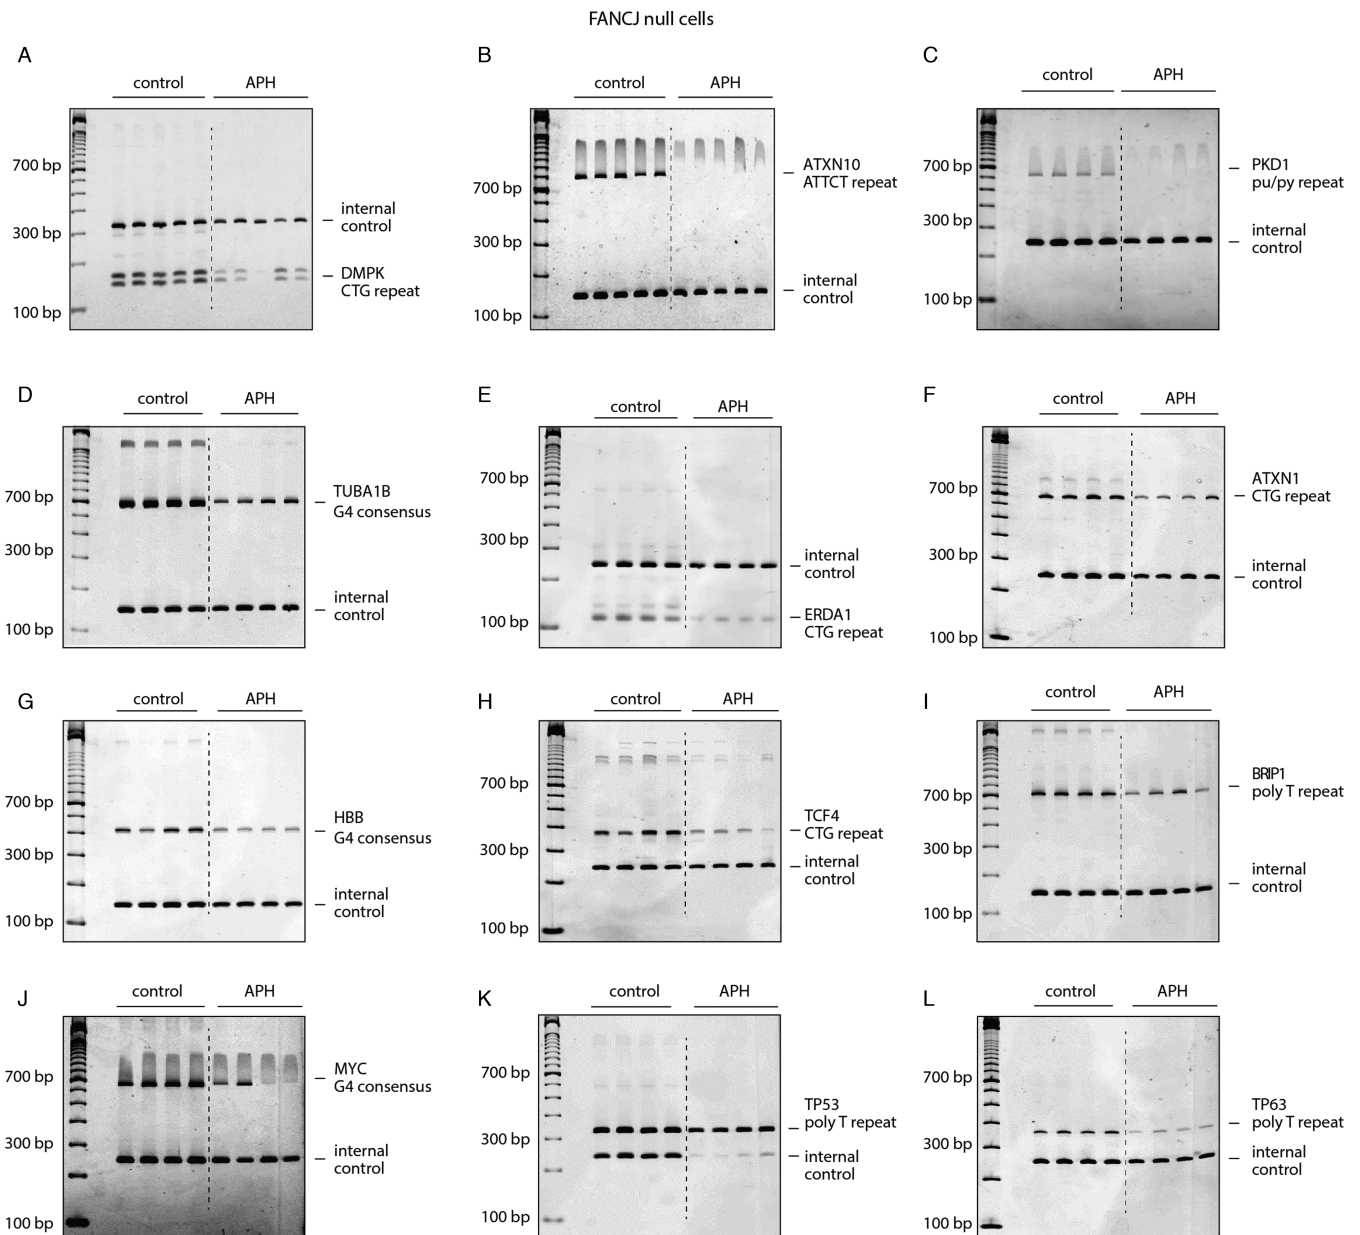 FANCJ null cells
A
control
APH
700 bp
300 bp
100 bp
internal
control
DMPK
CTG repeat
B
control
APH
700 bp
300 bp
100 bp
ATXN10
ATTCT repeat
internal
control
C
control
APH
700 bp
300 bp
100 bp
PKD1
pu/py repeat
internal
control
D
control
APH
700 bp
300 bp
100 bp
TUBA1B
G4 consensus
internal
control
E
control
APH
700 bp
300 bp
100 bp
internal
control
ERDA1
CTG repeat
F
control
APH
700 bp
300 bp
100 bp
ATXN1
CTG repeat
internal
control
G
control
APH
700 bp
300 bp
100 bp
HBB
G4 consensus
internal
control
H
control
APH
700 bp
300 bp
100 bp
TCF4
CTG repeat
internal
control
I
control
APH
700 bp
300 bp
100 bp
BRIP1
poly T repeat
internal
control
J
control
APH
700 bp
300 bp
100 bp
MYC
G4 consensus
internal
control
K
control
APH
700 bp
300 bp
100 bp
TP53
poly T repeat
internal
control
L
control
APH
700 bp
300 bp
100 bp
TP63
poly T repeat
internal
control